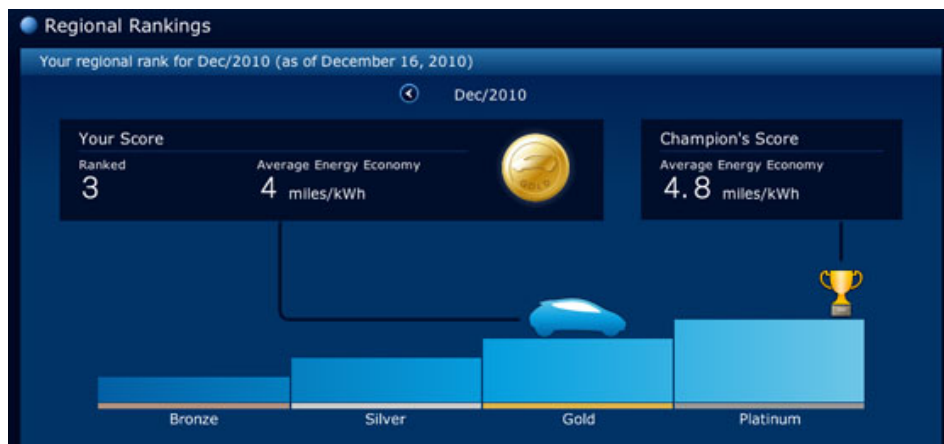 Regional Rankings
Your regional rank for Dec/2010 (as of December 16, 2010)
Dec/2010
Your Score
Ranked
3
Average Energy Economy
4 miles/kWh
GOLD
Champion's Score
Average Energy Economy
4.8 miles/kWh
Bronze
Silver
Gold
Platinum